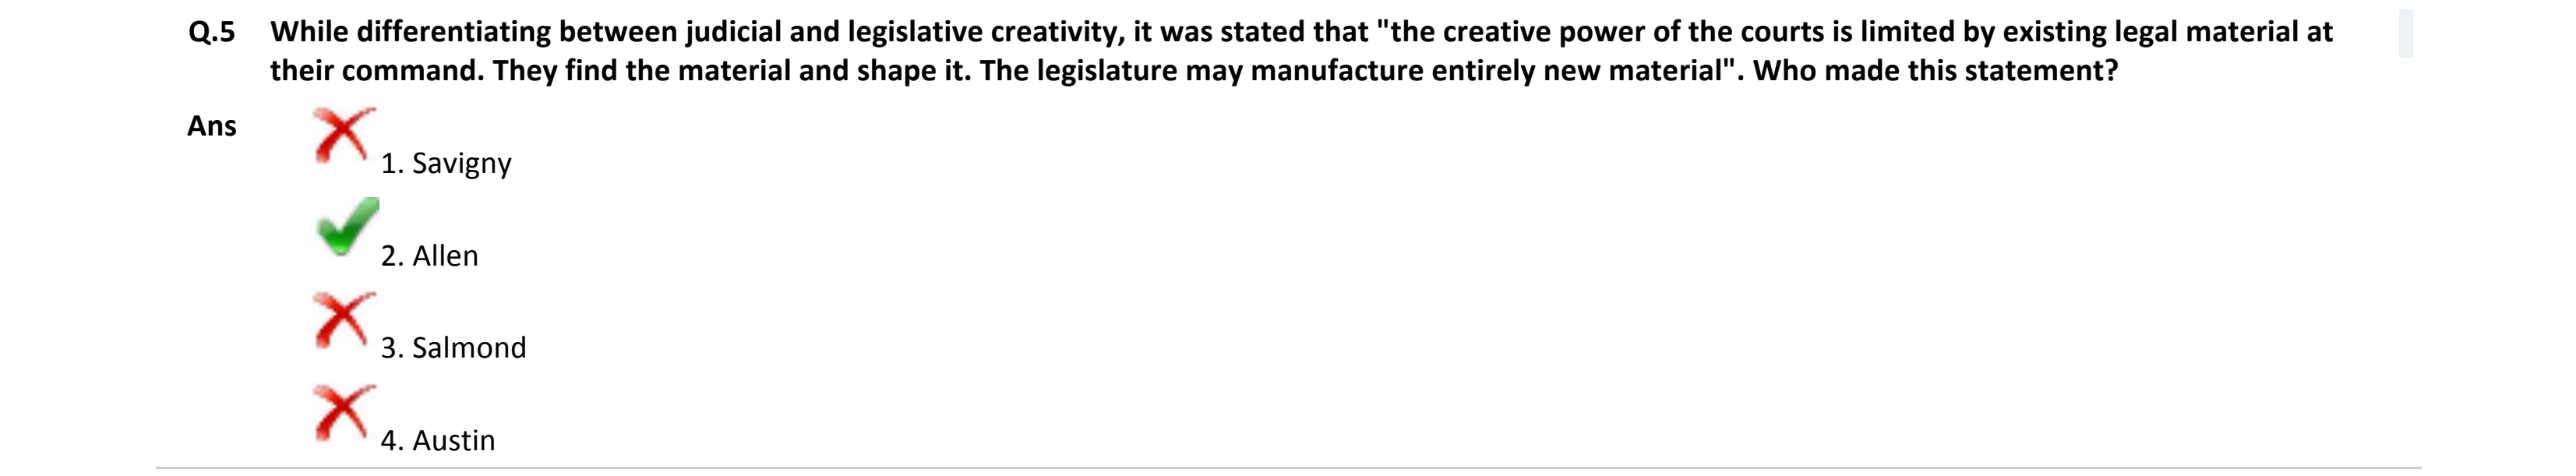 Q.5 While differentiating between judicial and legislative creativity, it was stated that "the creative power of the courts is limited by existing legal material at
their command. They find the material and shape it. The legislature may manufacture entirely new material". Who made this statement?
Ans
1. Savigny
2. Allen
3. Salmond
4. Austin